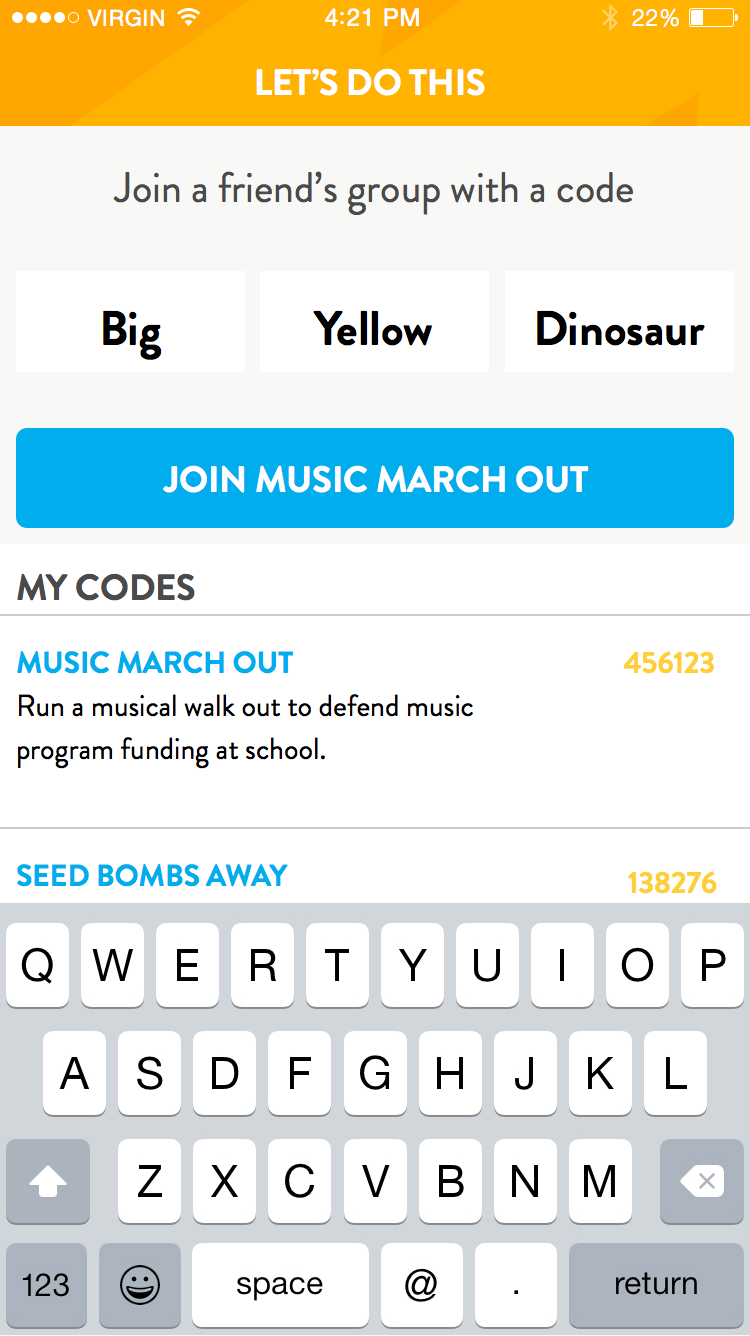 VIRGIN 4:21 PM 22%
LET'S DO THIS
Join a friend's group with a code
Big Yellow Dinosaur
JOIN MUSIC MARCH OUT
MY CODES
MUSIC MARCH OUT 456123
Run a musical walk out to defend music
program funding at school.
SEED BOMBS AWAY 138276
Q W E R T Y U I O P
A S D F G H J K L
Z X C V B N M
123 space @ . return